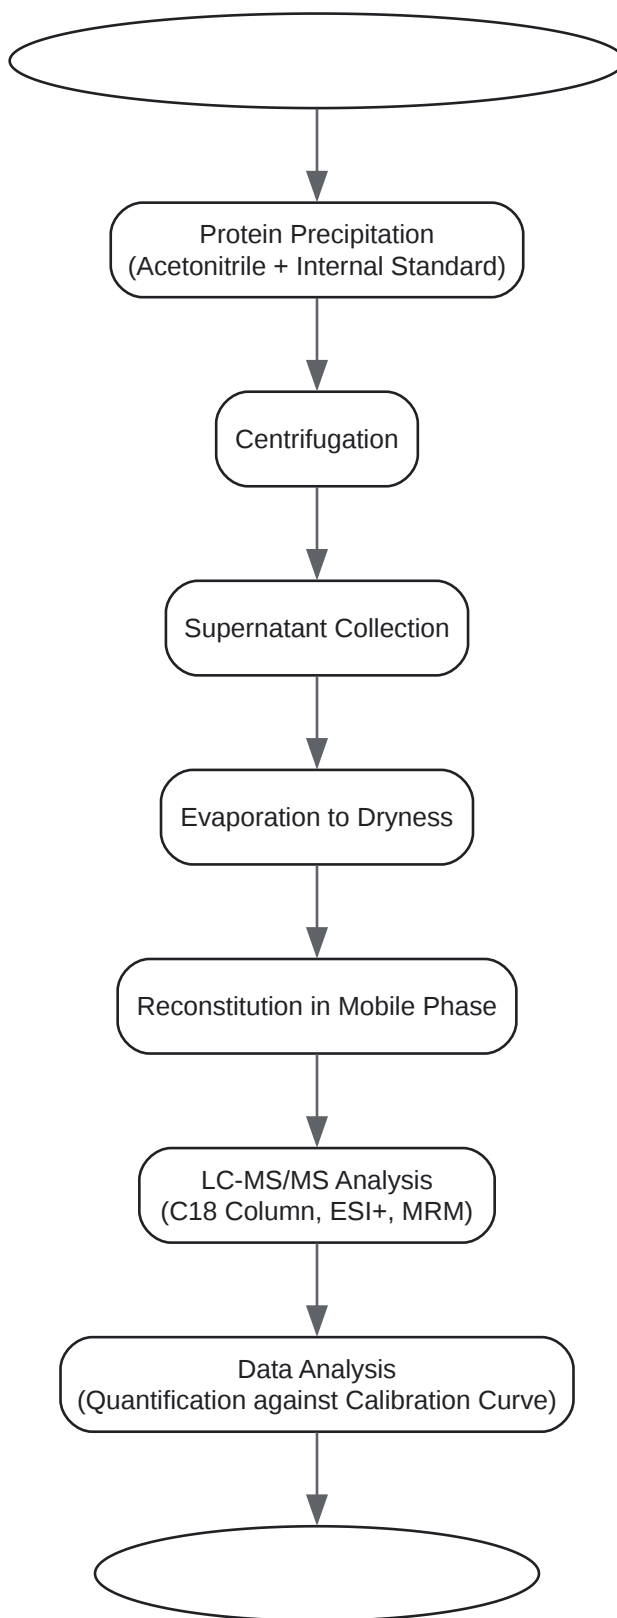 Protein Precipitation
(Acetonitrile + Internal Standard)
Centrifugation
Supernatant Collection
Evaporation to Dryness
Reconstitution in Mobile Phase
LC-MS/MS Analysis
(C18 Column, ESI+, MRM)
Data Analysis
(Quantification against Calibration Curve)